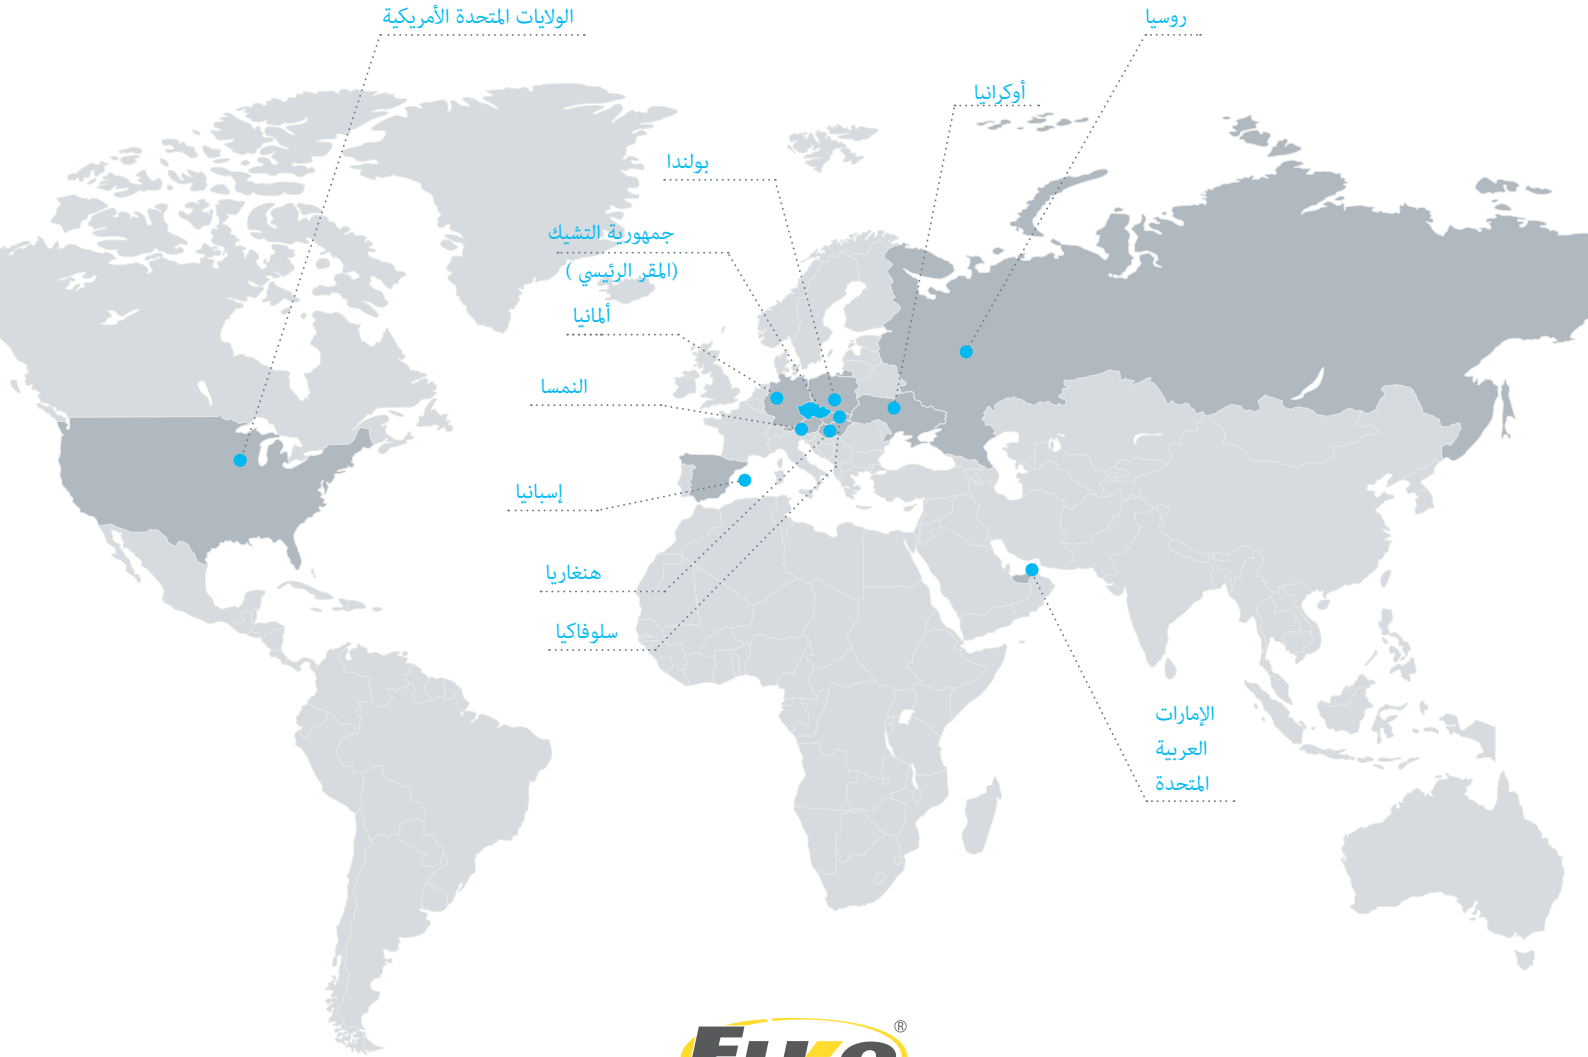 الولايات المتحدة الأمريكية
روسيا
أوكرانيا
بولندا
جمهورية التشيك
(المقر الرئيسي )
ألمانيا
النمسا
إسبانيا
هنغاريا
سلوفاكيا
الإمارات
العربية
المتحدة
®